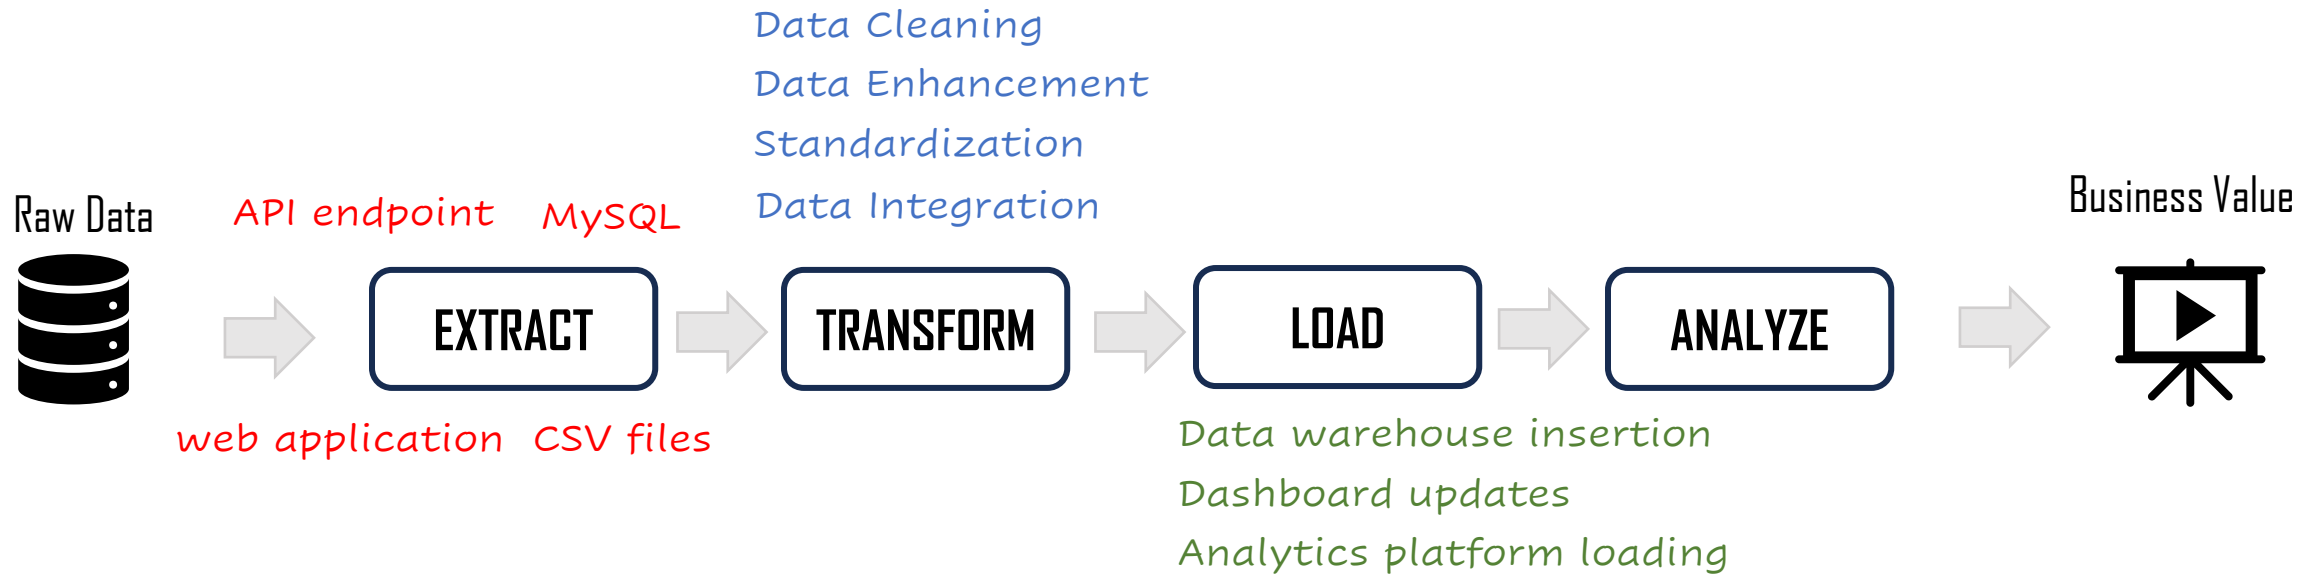 Data Cleaning
Data Enhancement
Standardization
Data Integration
Raw Data
API endpoint
MySQL
Business Value
EXTRACT
TRANSFORM
LOAD
ANALYZE
web application
CSV files
Data warehouse insertion
Dashboard updates
Analytics platform loading